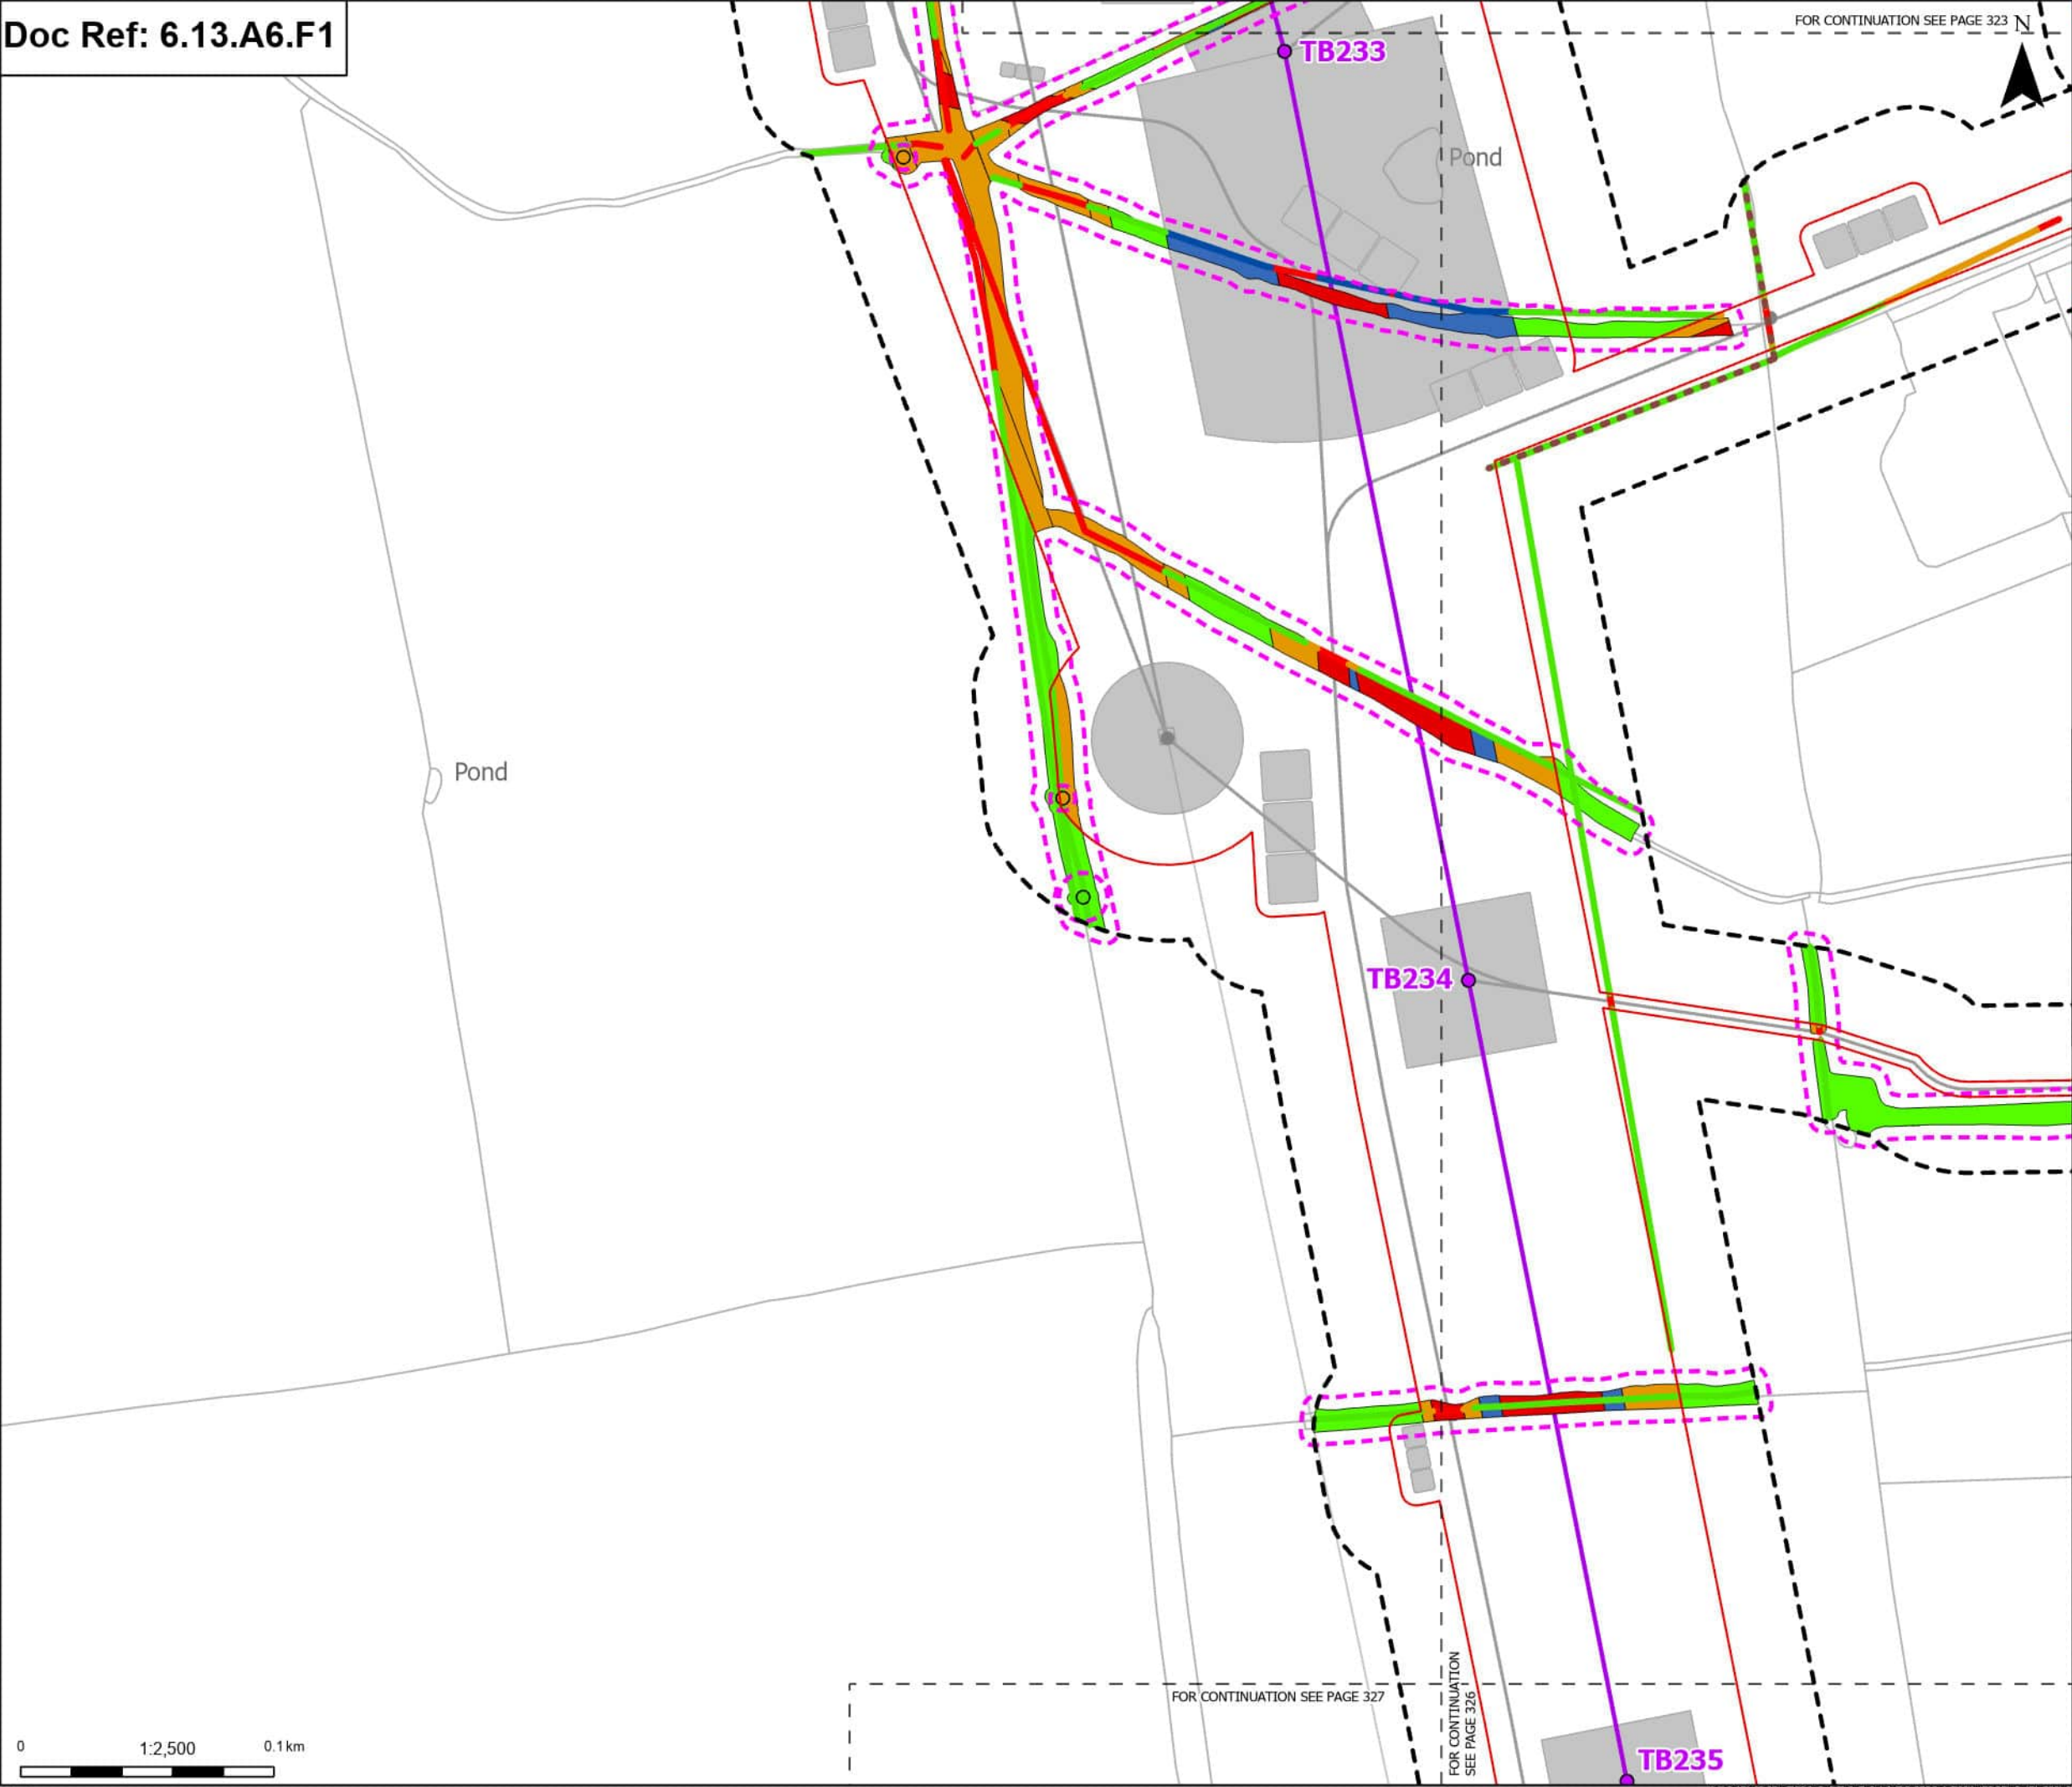 Doc Ref: 6.13.A6.F1
FOR CONTINUATION SEE PAGE 323
N
TB233
Pond
Pond
TB234
FOR CONTINUATION SEE PAGE 327
FOR CONTINUATION
SEE PAGE 326
0
1:2,500
0.1 km
TB235